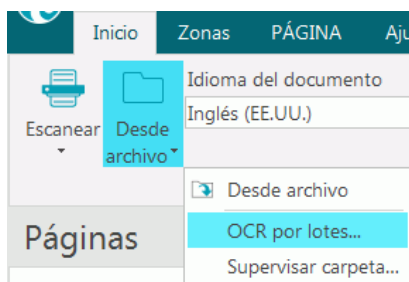 Inicio Zonas PÁGINA Aju
Idioma del documento
Inglés (EE.UU.)
Escanear Desde archivo
Desde archivo
OCR por lotes...
Páginas
Supervisar carpeta...